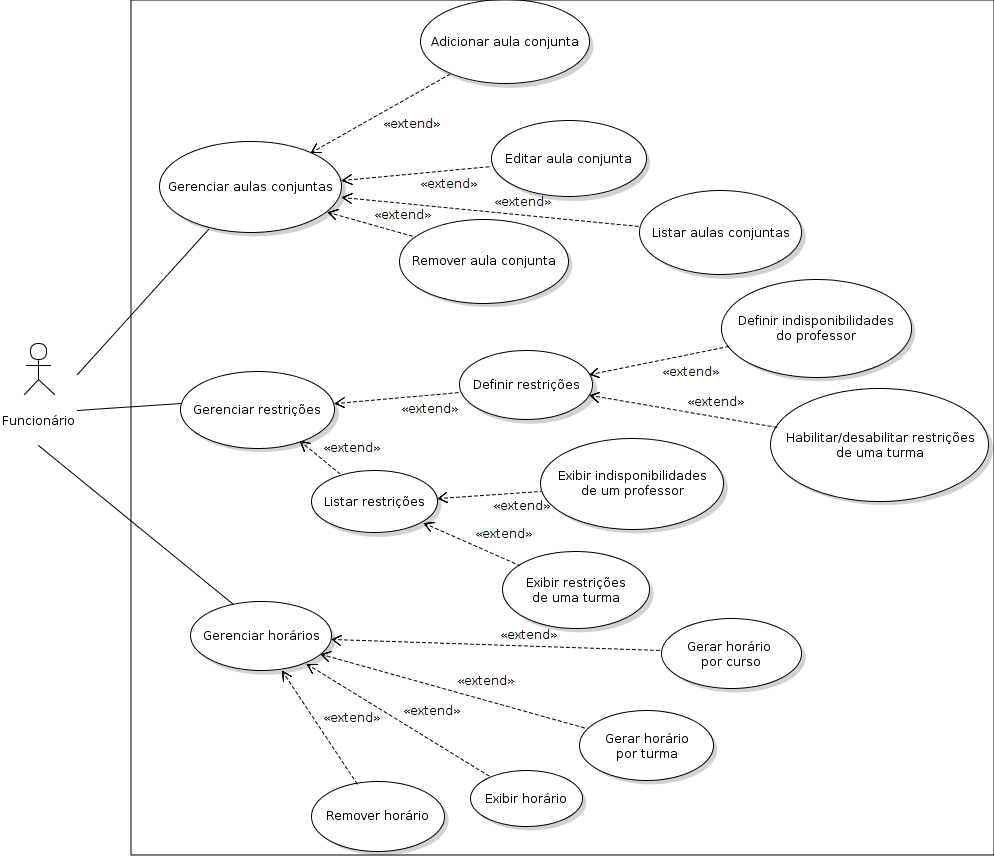 Adicionar aula conjunta
«extend»
Editar aula conjunta
«extend»
Gerenciar aulas conjuntas
«extend»
«extend»
Listar aulas conjuntas
Remover aula conjunta
Definir indisponibilidades
do professor
«extend»
Definir restrições
«extend»
«extend»
Gerenciar restrições
Funcionário
Habilitar/desabilitar restrições
de uma turma
«extend»
Exibir indisponibilidades
de um professor
Listar restrições
«extend»
«extend»
Exibir restrições
de uma turma
Gerenciar horários
«extend»
Gerar horário
por curso
«extend»
«extend»
«extend»
Gerar horário
por turma
Exibir horário
Remover horário